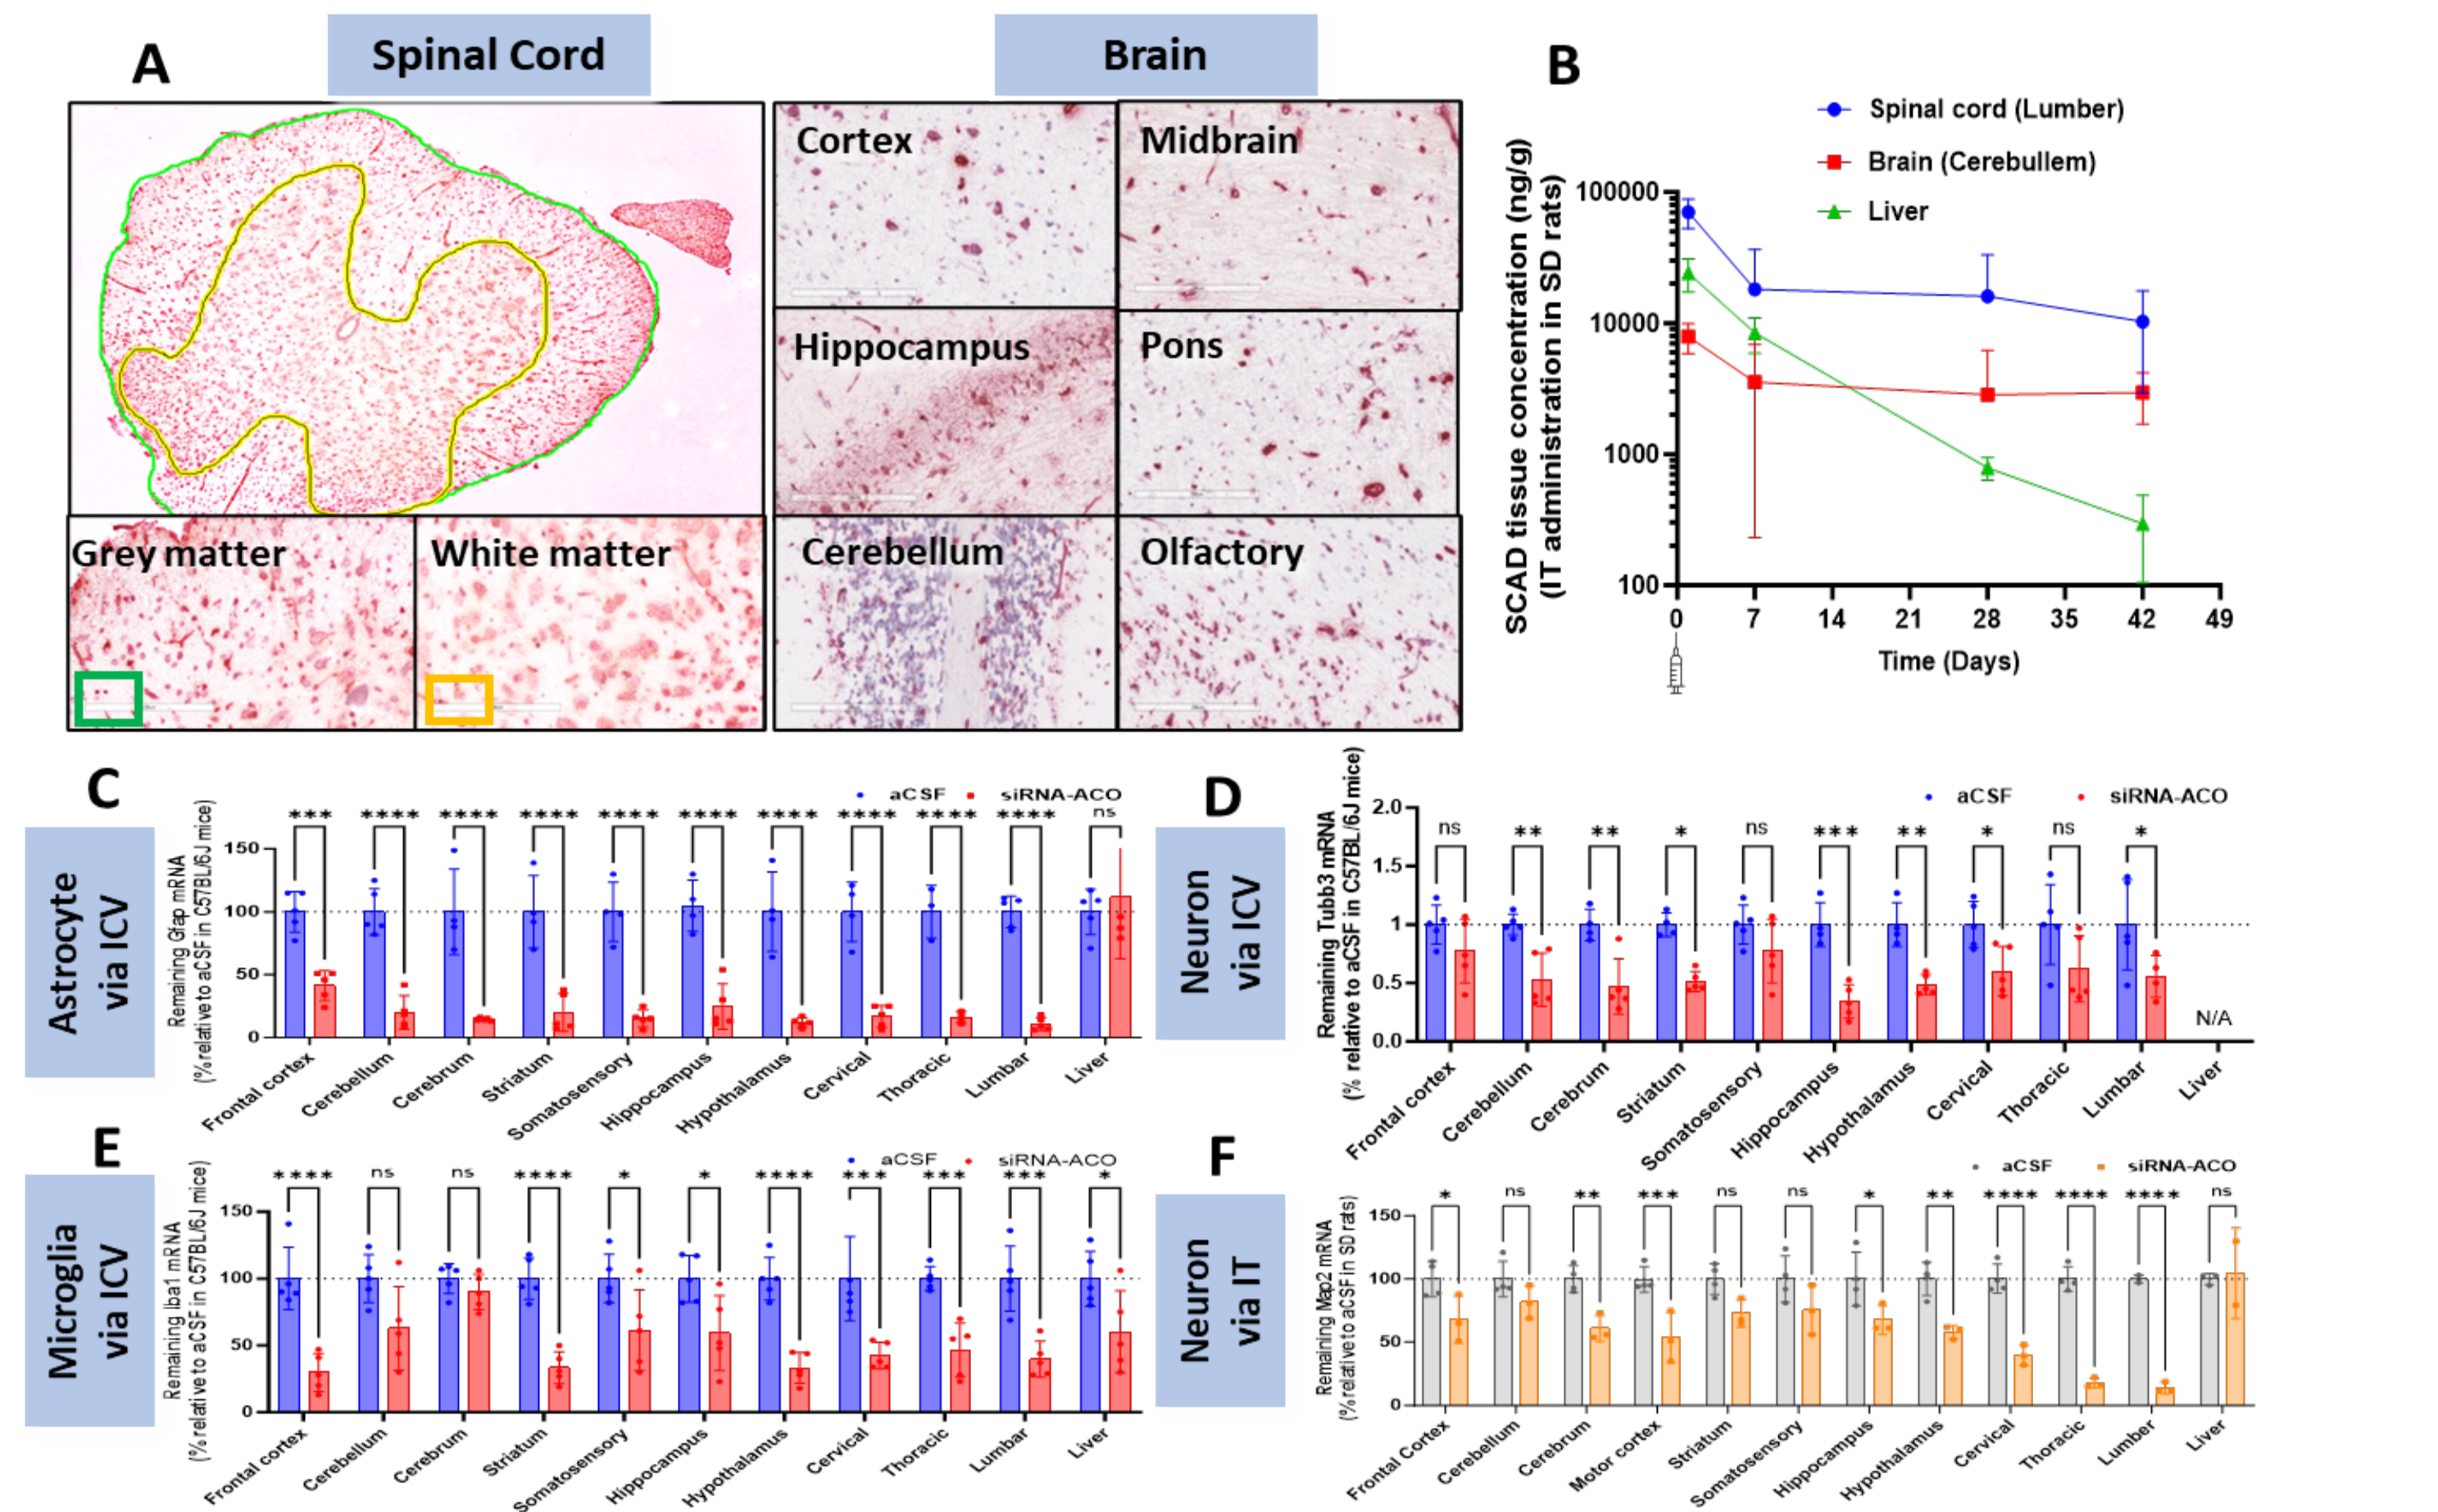 A
Spinal Cord
Brain
Cortex
Midbrain
Hippocampus
Pons
Grey matter
White matter
Cerebellum
Olfactory
B
Spinal cord (Lumber)
Brain (Cerebullem)
Liver
SCAD tissue concentration (ng/g)
(IT administration in SD rats)
100000
10000
1000
100
0 7 14 21 28 35 42 49
Time (Days)
C
Astrocyte
via ICV
aCSF siRNA-ACO
Remaining Gfap mRNA
(% relative to aCSF in C57BL/6J mice)
*** **** **** **** **** **** **** **** **** **** ns
150
100
50
0
Frontal cortex
Cerebellum
Cerebrum
Striatum
Somatosensory
Hippocampus
Hypothalamus
Cervical
Thoracic
Lumbar
Liver
D
Neuron
via ICV
aCSF siRNA-ACO
Remaining Tubb3 mRNA
(% relative to aCSF in C57BL/6J mice)
ns ** ** * ns *** ** * ns *
2.0
1.5
1
0.5
0.0
N/A
Frontal cortex
Cerebellum
Cerebrum
Striatum
Somatosensory
Hippocampus
Hypothalamus
Cervical
Thoracic
Lumbar
Liver
E
Microglia
via ICV
aCSF siRNA-ACO
Remaining Iba1 mRNA
(% relative to aCSF in C57BL/6J mice)
**** ns ns **** * * **** *** *** *** *
150
100
50
0
Frontal cortex
Cerebellum
Cerebrum
Striatum
Somatosensory
Hippocampus
Hypothalamus
Cervical
Thoracic
Lumbar
Liver
F
Neuron
via IT
aCSF siRNA-ACO
Remaining Map2 mRNA
(% relative to aCSF in SD rats)
* ns ** *** ns ns * ** **** **** **** ns
150
100
50
0
Frontal Cortex
Cerebellum
Cerebrum
Motor cortex
Striatum
Somatosensory
Hippocampus
Hypothalamus
Cervical
Thoracic
Lumber
Liver